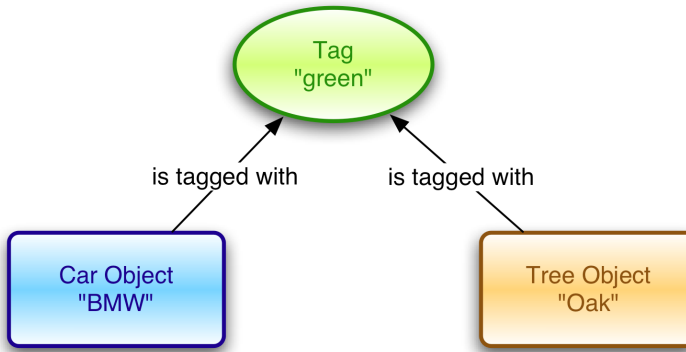 Tag
"green"
is tagged with
is tagged with
Car Object
"BMW"
Tree Object
"Oak"